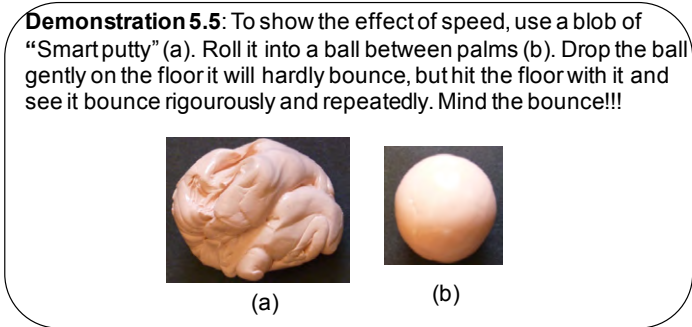 Demonstration 5.5: To show the effect of speed, use a blob of
“Smart putty” (a). Roll it into a ball between palms (b). Drop the ball
gently on the floor it will hardly bounce, but hit the floor with it and
see it bounce rigourously and repeatedly. Mind the bounce!!!
(a)
(b)